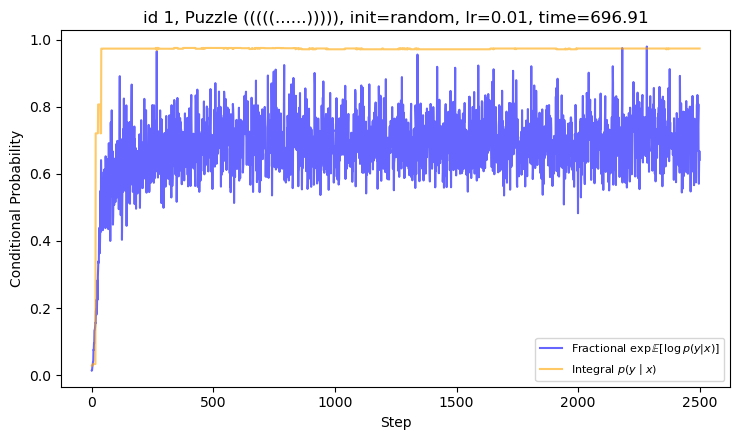 id 1, Puzzle (((((......))))), init=random, lr=0.01, time=696.91
Conditional Probability
1.0
0.8
0.6
0.4
0.2
0.0
0
500
1000
1500
2000
2500
Step
Fractional exp𝔼[log p(y|x)]
Integral p(y | x)